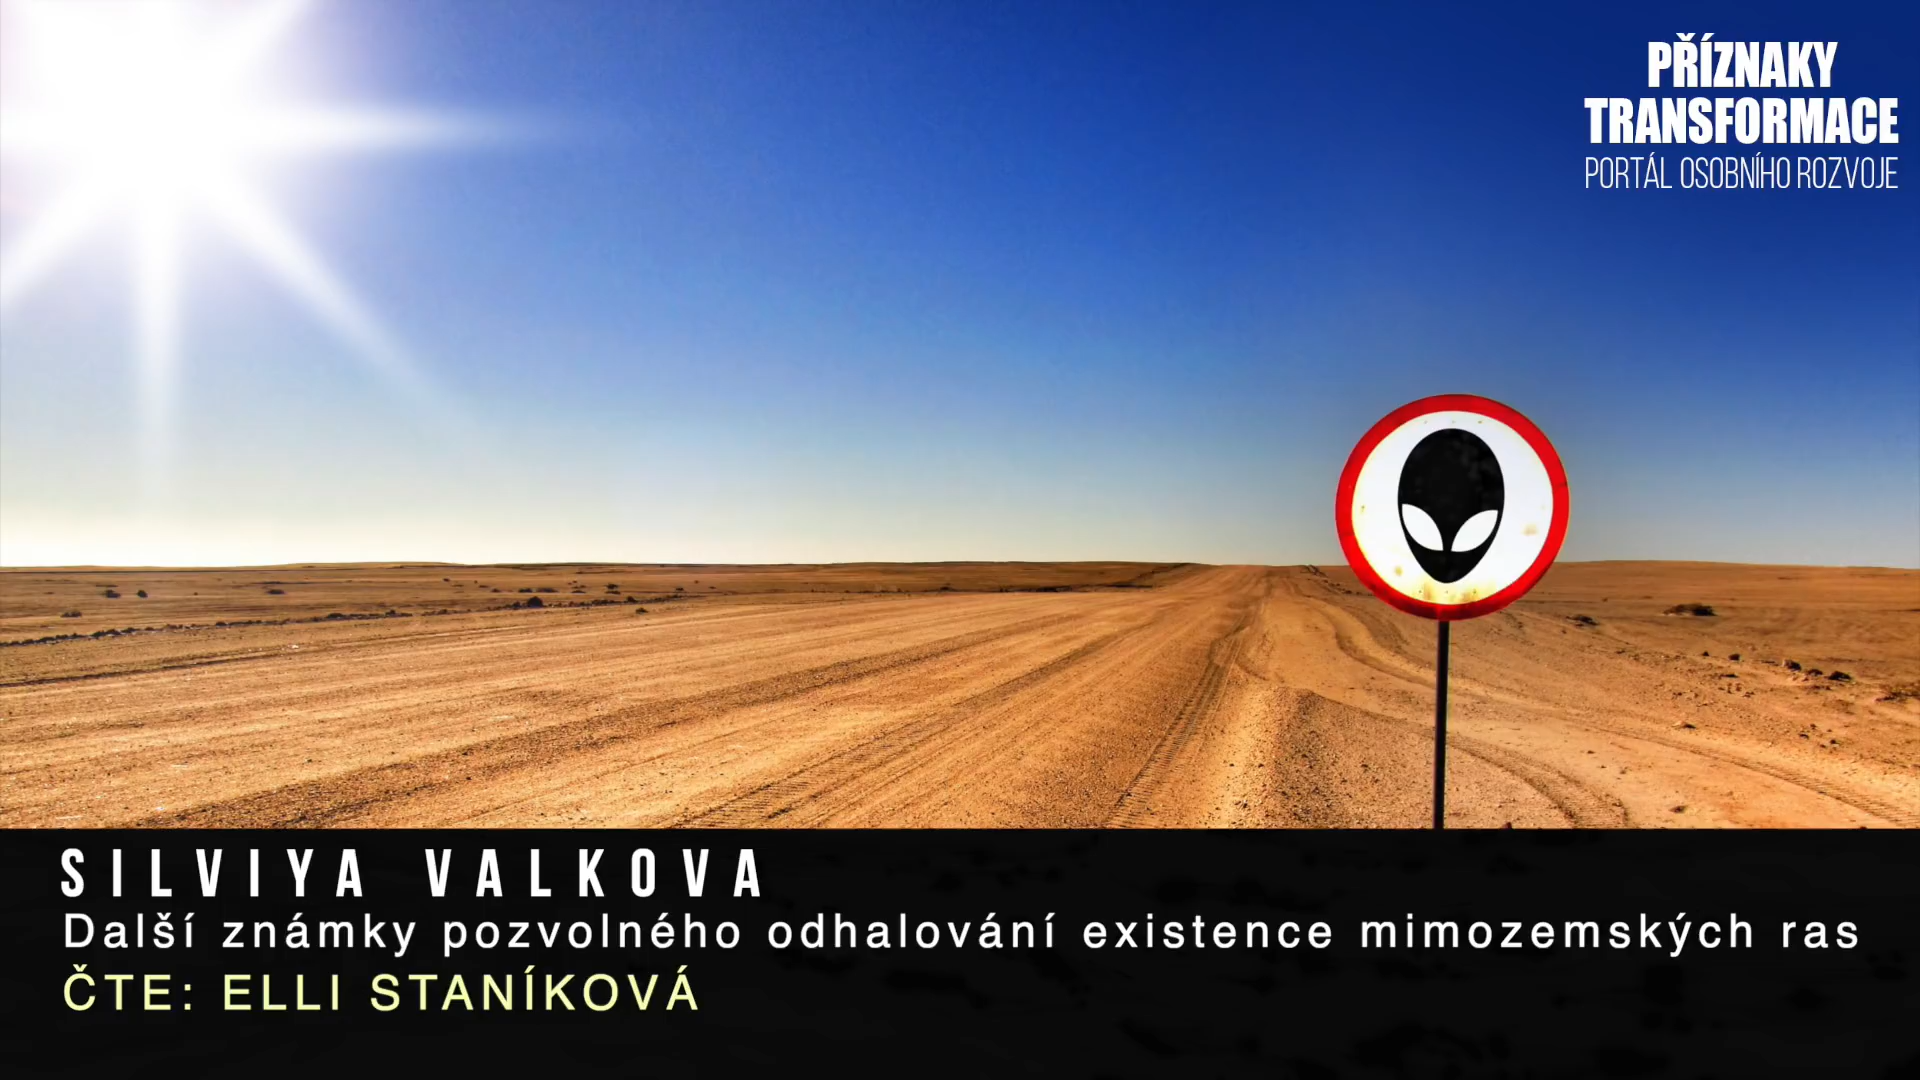 PŘÍZNAKY
TRANSFORMACE
PORTÁL OSOBNÍHO ROZVOJE
SILVIYA VALKOVA
Další známky pozvolného odhalování existence mimozemských ras
ČTE: ELLI STANÍKOVÁ